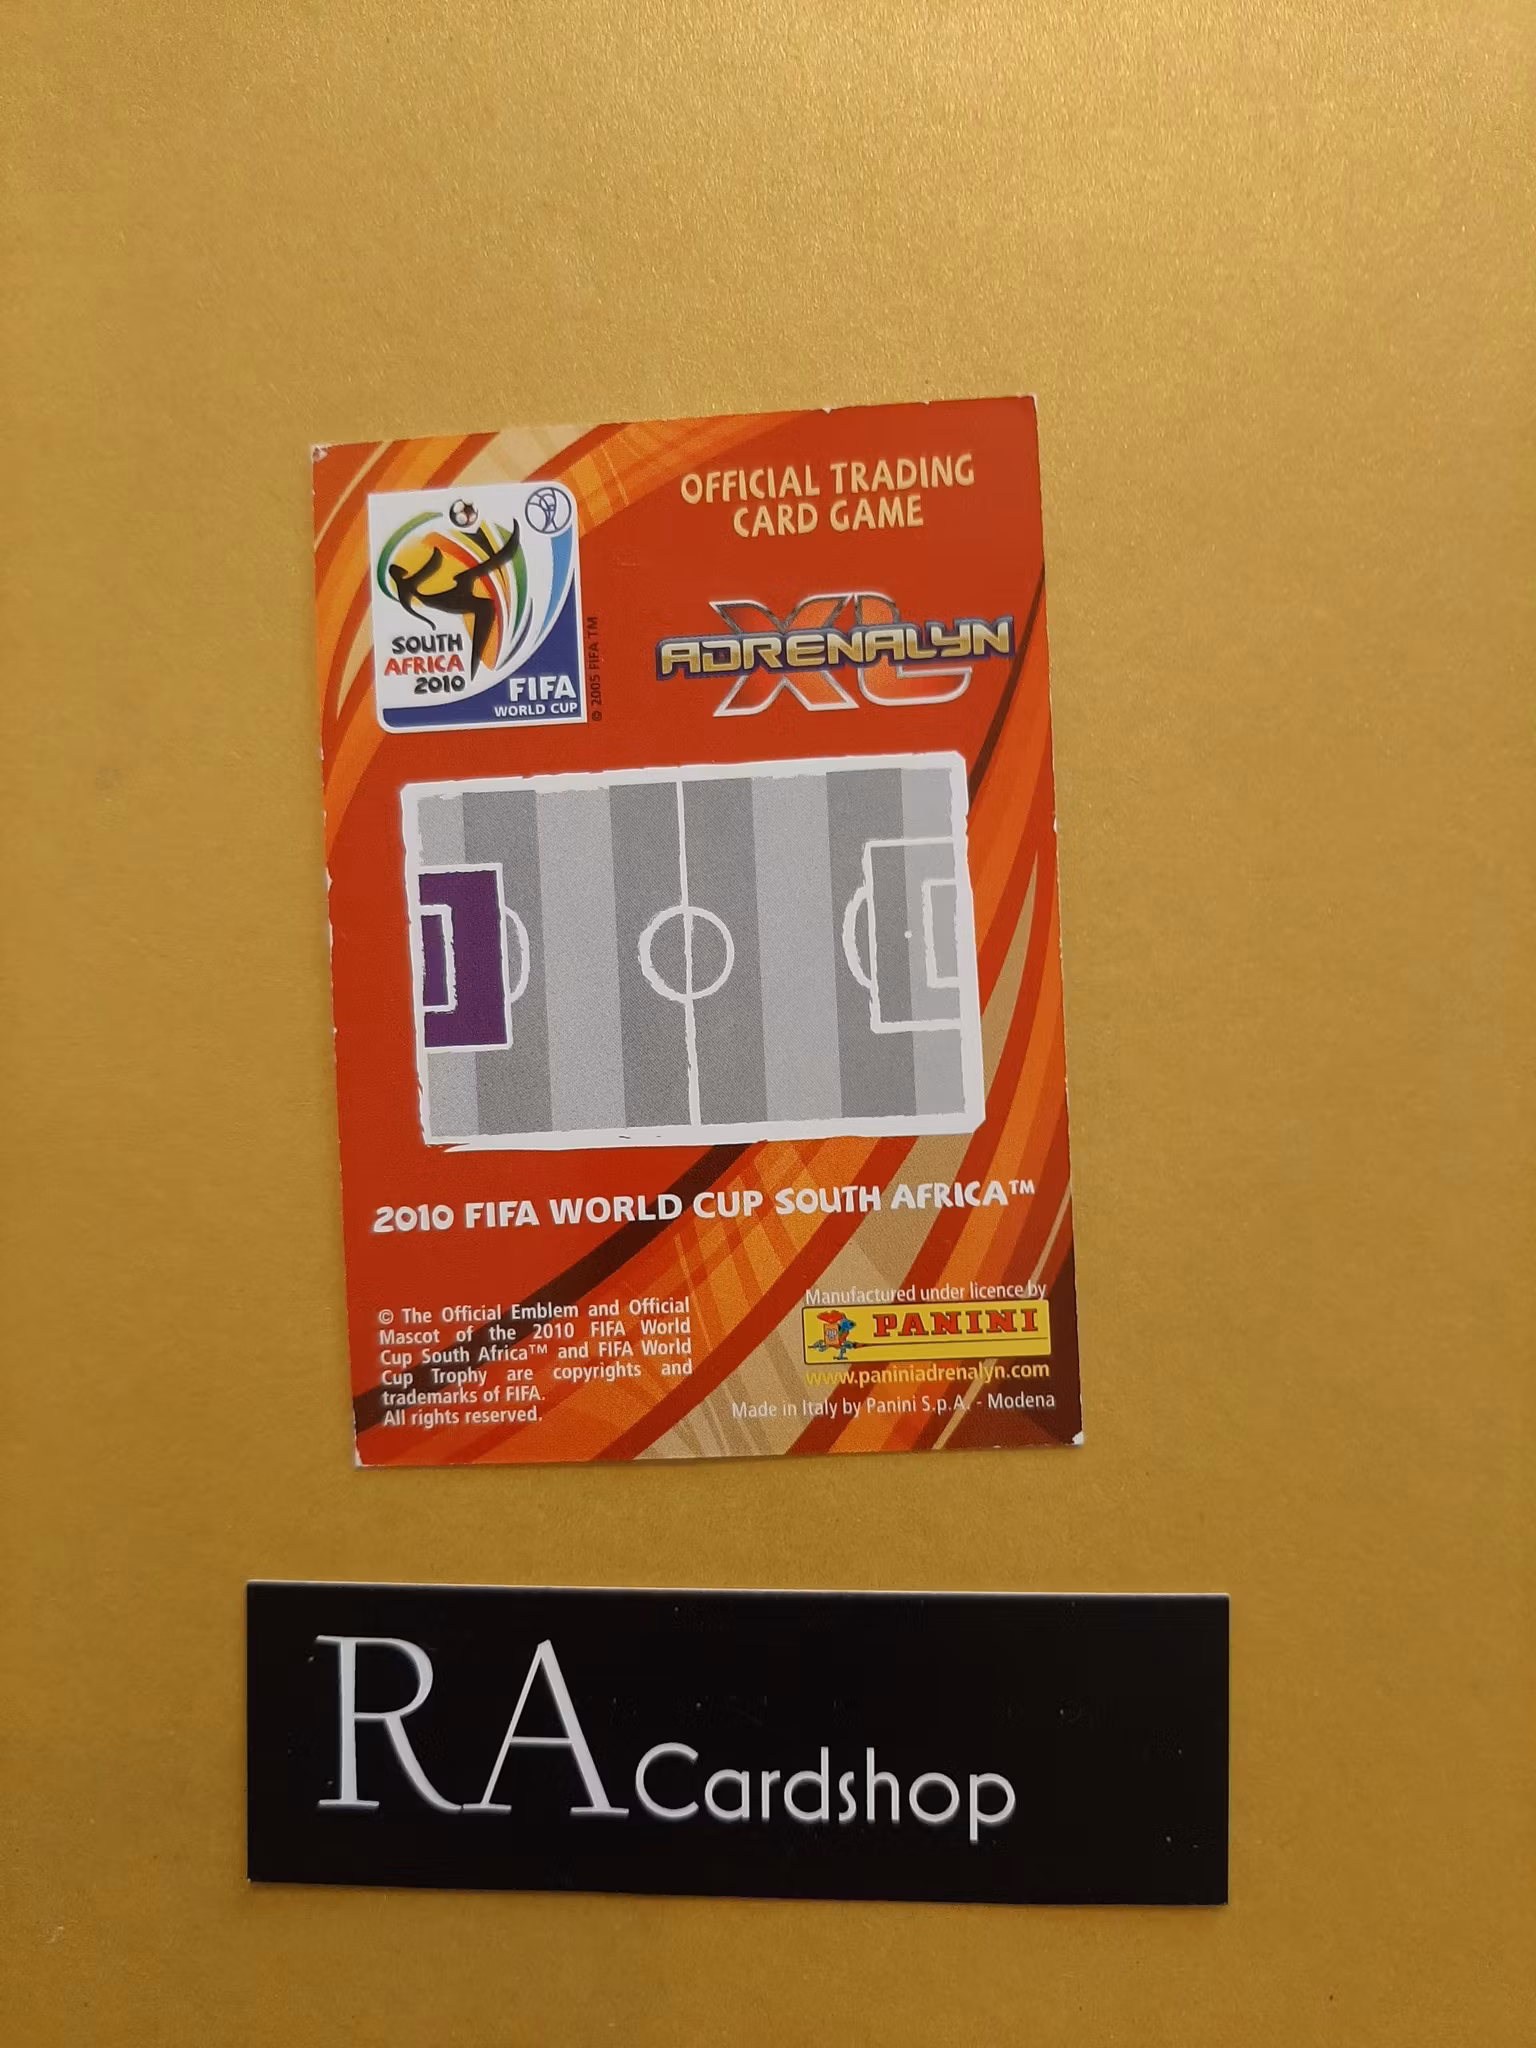 OFFICIAL TRADING
CARD GAME
SOUTH
AFRICA
2010
FIFA
WORLD CUP
© 2005 FIFA TM
ADRENALYN
XL
2010 FIFA WORLD CUP SOUTH AFRICA™
© The Official Emblem and Official
Mascot of the 2010 FIFA World
Cup South Africa™ and FIFA World
Cup Trophy are copyrights and
trademarks of FIFA.
All rights reserved.
Manufactured under licence by
PANINI
www.paniniadrenalyn.com
Made in Italy by Panini S.p.A. - Modena
RA Cardshop